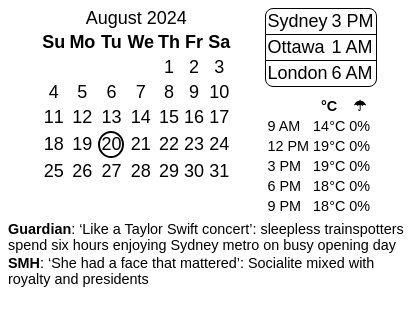 August 2024
Su Mo Tu We Th Fr Sa
1 2 3
4 5 6 7 8 9 10
11 12 13 14 15 16 17
18 19 20 21 22 23 24
25 26 27 28 29 30 31
Sydney 3 PM
Ottawa 1 AM
London 6 AM
°C ☂
9 AM 14°C 0%
12 PM 19°C 0%
3 PM 19°C 0%
6 PM 18°C 0%
9 PM 18°C 0%
Guardian: ‘Like a Taylor Swift concert’: sleepless trainspotters
spend six hours enjoying Sydney metro on busy opening day
SMH: ‘She had a face that mattered’: Socialite mixed with
royalty and presidents